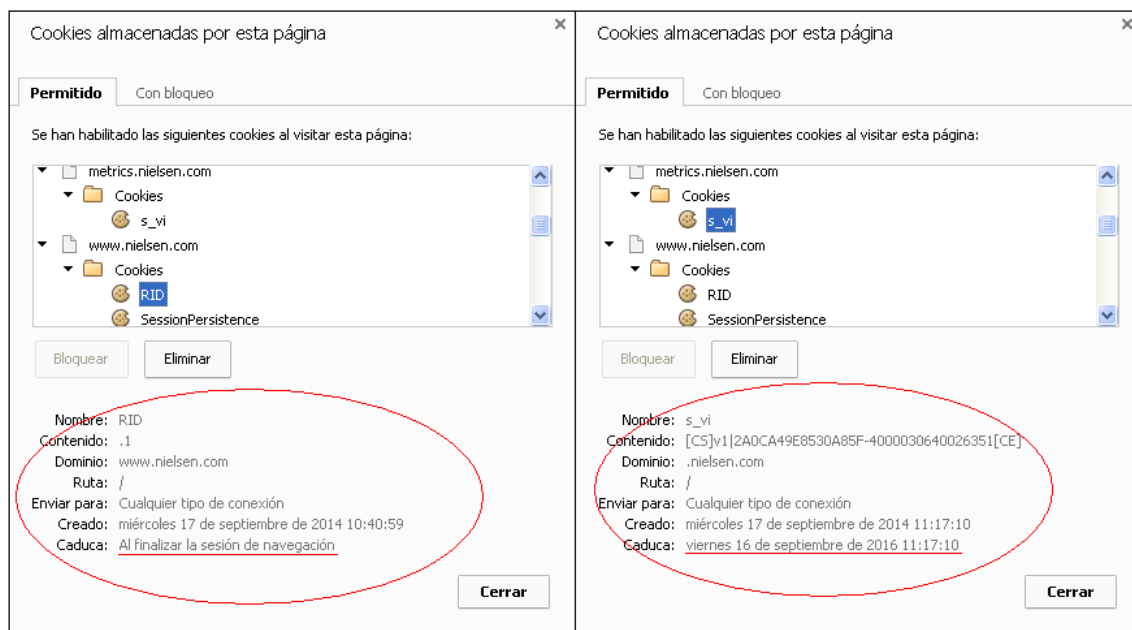 Cookies almacenadas por esta página
Permitido
Con bloqueo
Se han habilitado las siguientes cookies al visitar esta página:
metrics.nielsen.com
Cookies
s_vi
www.nielsen.com
Cookies
RID
SessionPersistence
Bloquear
Eliminar
Nombre: RID
Contenido: .1
Dominio: www.nielsen.com
Ruta: /
Enviar para: Cualquier tipo de conexión
Creado: miércoles 17 de septiembre de 2014 10:40:59
Caduca: Al finalizar la sesión de navegación
Cerrar
Cookies almacenadas por esta página
Permitido
Con bloqueo
Se han habilitado las siguientes cookies al visitar esta página:
metrics.nielsen.com
Cookies
s_vi
www.nielsen.com
Cookies
RID
SessionPersistence
Bloquear
Eliminar
Nombre: s_vi
Contenido: [CS]v1|2A0CA49E8530A85F-4000030640026351[CE]
Dominio: .nielsen.com
Ruta: /
Enviar para: Cualquier tipo de conexión
Creado: miércoles 17 de septiembre de 2014 11:17:10
Caduca: viernes 16 de septiembre de 2016 11:17:10
Cerrar